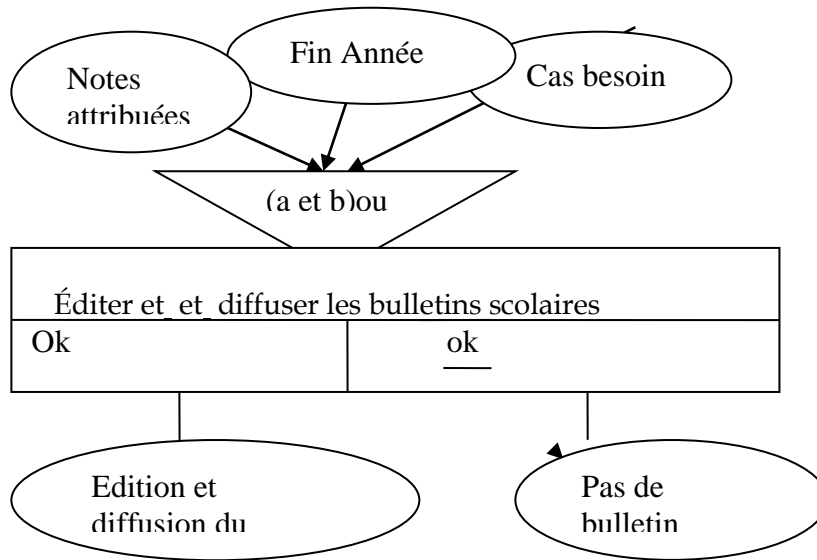 Fin Année
Notes
attribuées
Cas besoin
(a et b)ou
Éditer et_et_diffuser les bulletins scolaires
Ok
ok
Edition et
diffusion du
Pas de
bulletin